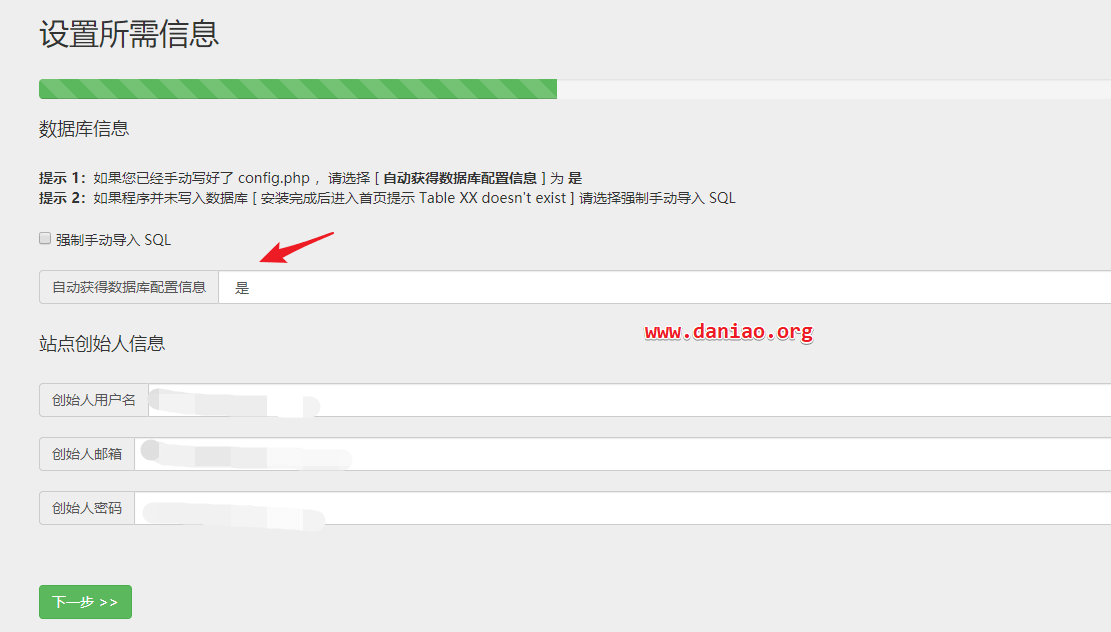 设置所需信息
数据库信息
提示 1：如果您已经手动写好了 config.php ，请选择 [ 自动获得数据库配置信息 ] 为 是
提示 2：如果程序并未写入数据库 [ 安装完成后进入首页提示 Table XX doesn't exist ] 请选择强制手动导入 SQL
强制手动导入 SQL
自动获得数据库配置信息 是
www.daniao.org
站点创始人信息
创始人用户名
创始人邮箱
创始人密码
下一步 >>